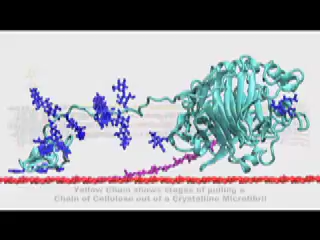 Yellow Chain shows stages of pulling a
Chain of Cellulose out of a Crystalline Microfibril